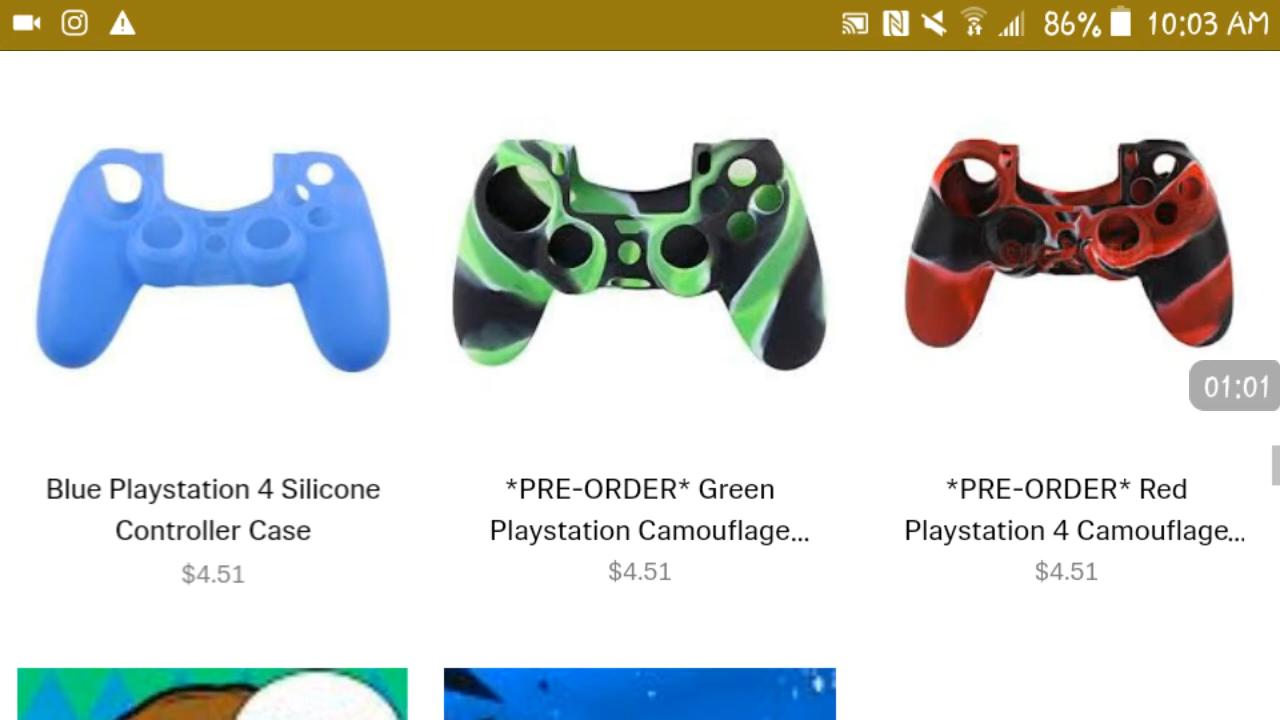 86% 10:03 AM
01:01
Blue Playstation 4 Silicone
Controller Case
$4.51
*PRE-ORDER* Green
Playstation Camouflage...
$4.51
*PRE-ORDER* Red
Playstation 4 Camouflage...
$4.51